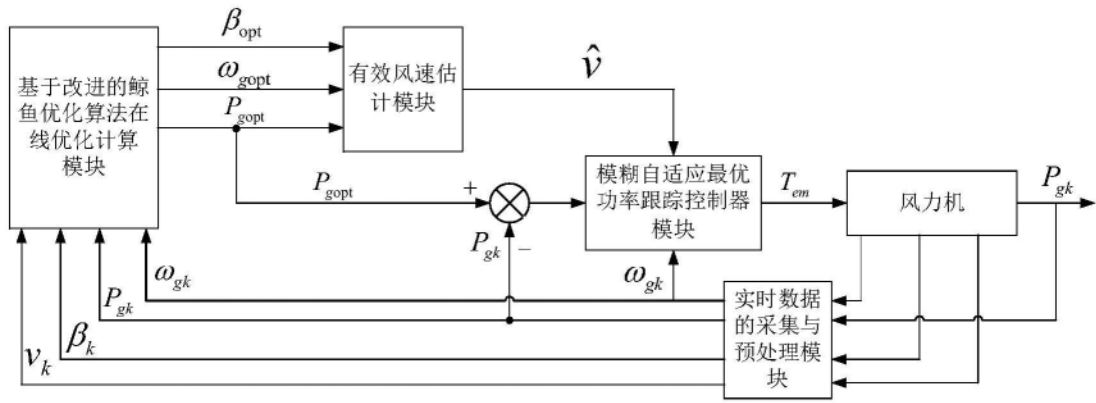 基于改进的鲸
鱼优化算法在
线优化计算
模块
β_opt
ω_gopt
P_gopt
有效风速估
计模块
v̂
P_gopt
+
P_gk
−
模糊自适应最优
功率跟踪控制器
模块
T_em
风力机
P_gk
ω_gk
ω_gk
P_gk
β_k
v_k
实时数据
的采集与
预处理模
块